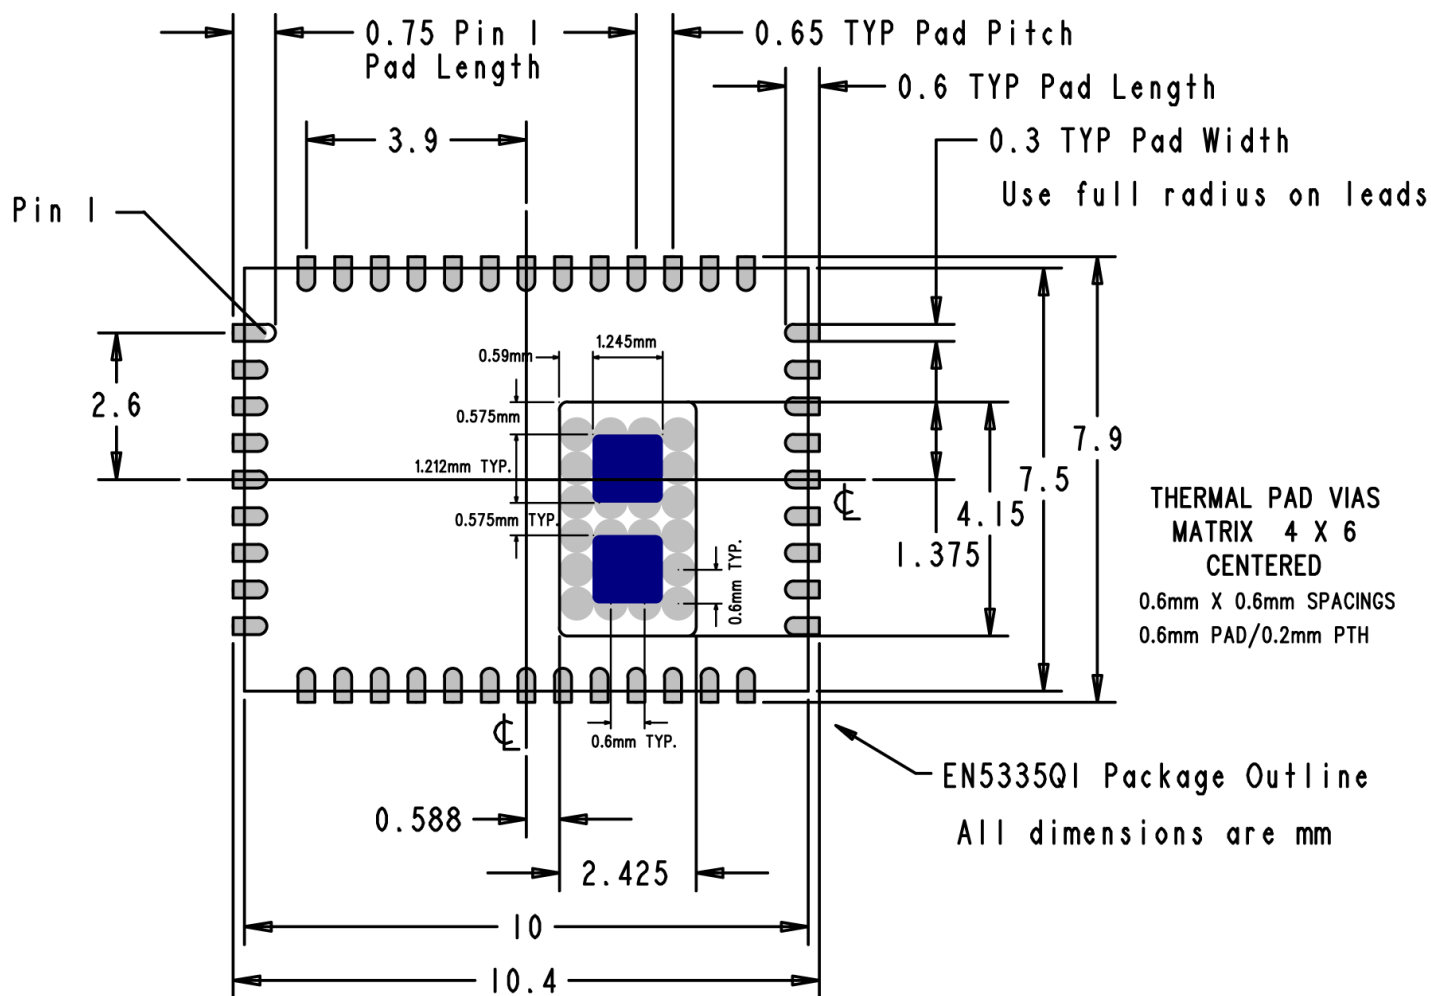 0.75 Pin 1
Pad Length
0.65 TYP Pad Pitch
0.6 TYP Pad Length
3.9
0.3 TYP Pad Width
Use full radius on leads
Pin 1
2.6
0.59mm
1.245mm
0.575mm
1.212mm TYP.
0.575mm TYP.
0.6mm TYP.
0.6mm TYP.
7.9
7.5
4.15
1.375
℄
THERMAL PAD VIAS
MATRIX 4 X 6
CENTERED
0.6mm X 0.6mm SPACINGS
0.6mm PAD/0.2mm PTH
℄
EN5335QI Package Outline
All dimensions are mm
0.588
2.425
10
10.4